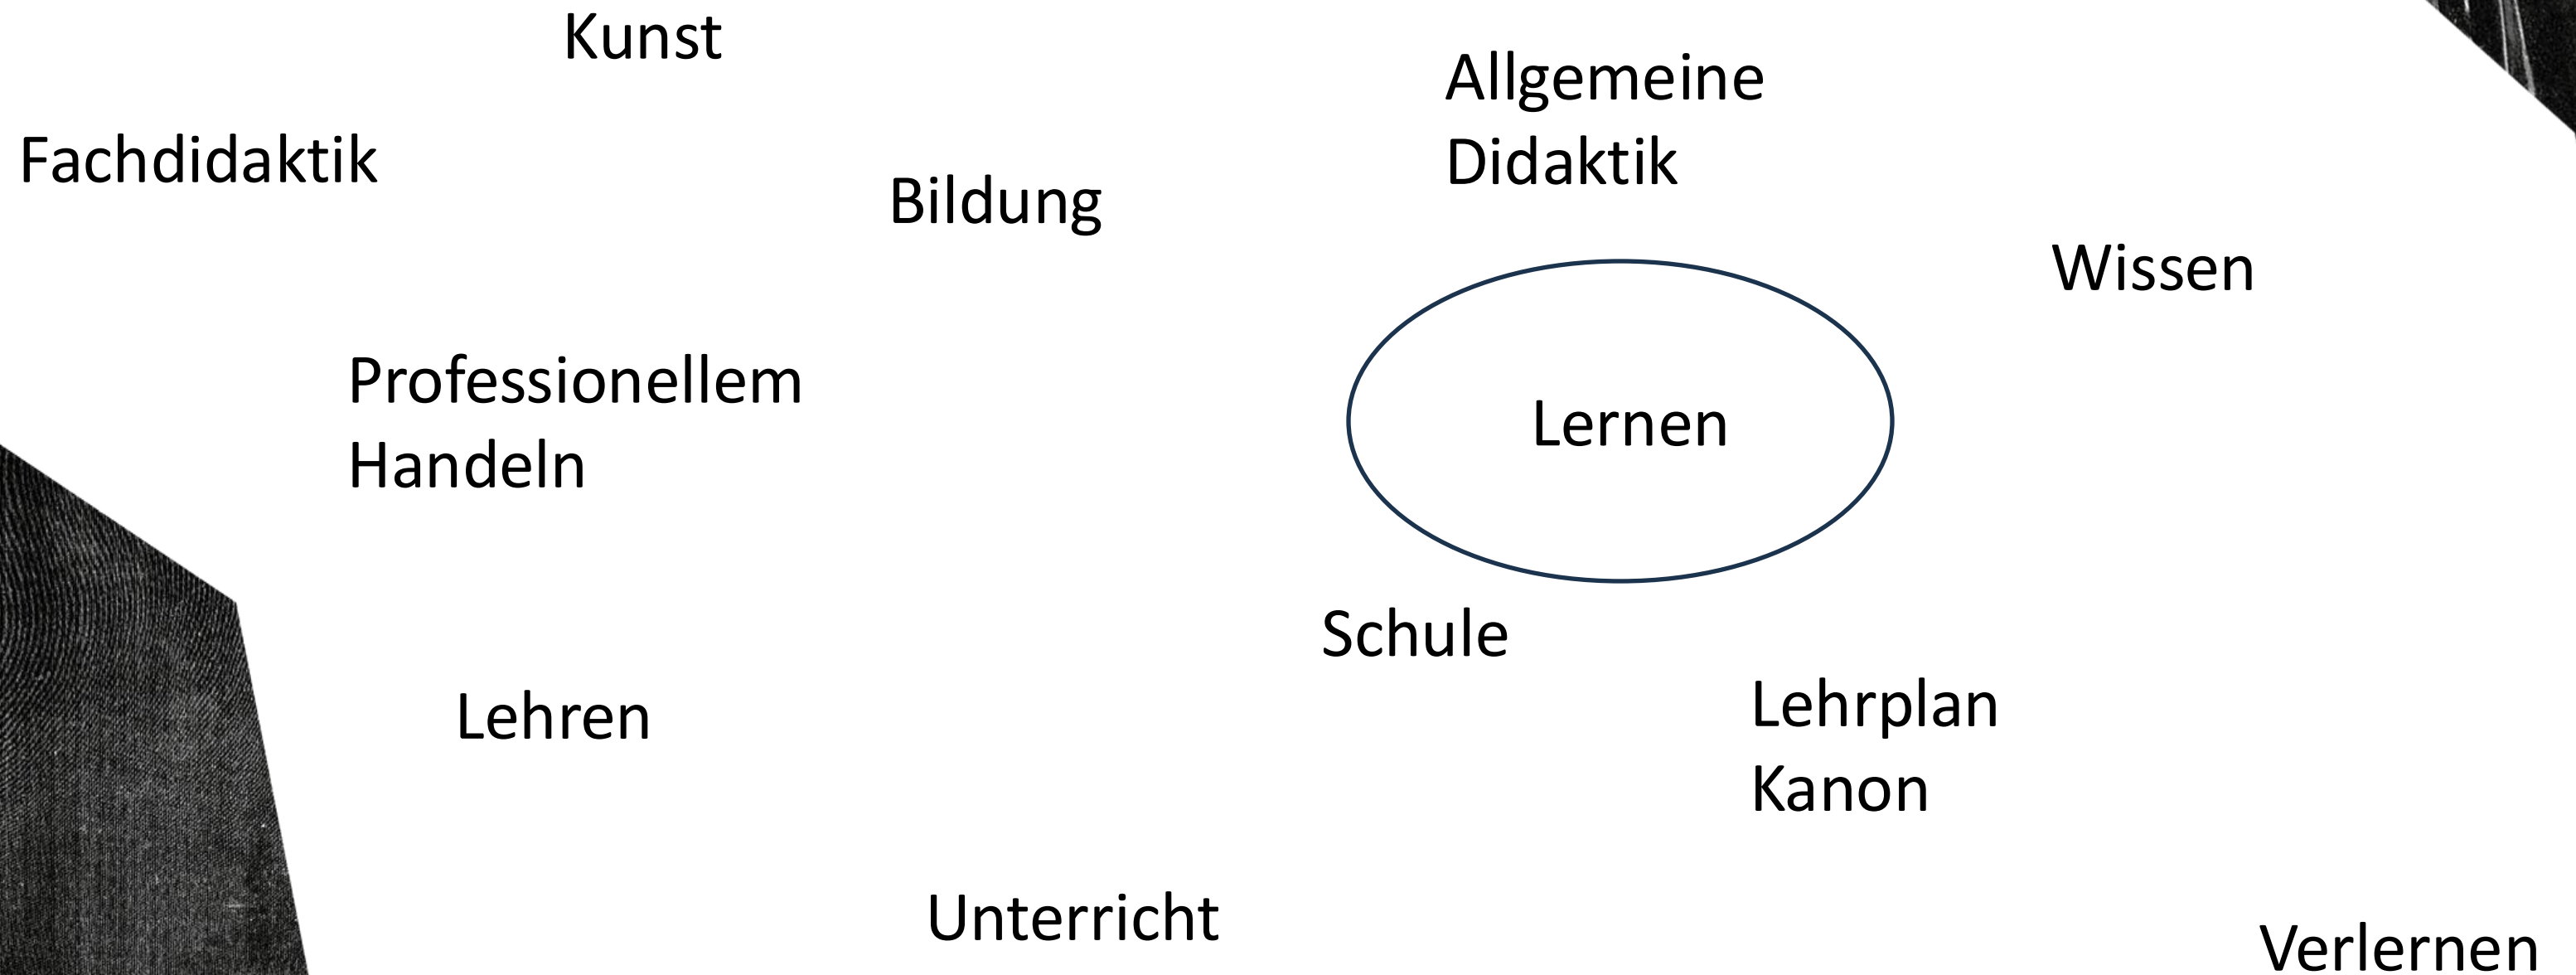 Kunst
Allgemeine
Didaktik
Fachdidaktik
Bildung
Wissen
Professionellem
Handeln
Lernen
Schule
Lehren
Lehrplan
Kanon
Unterricht
Verlernen